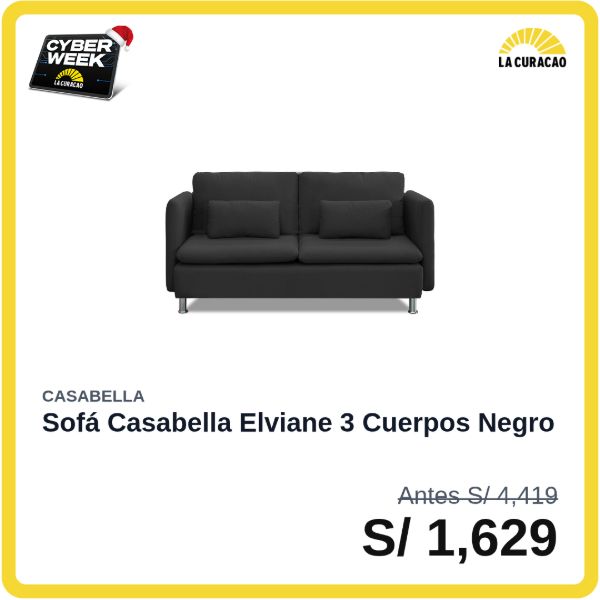 CYBER
WEEK
LA CURACAO
LA CURACAO
CASABELLA
Sofá Casabella Elviane 3 Cuerpos Negro
Antes S/ 4,419
S/ 1,629